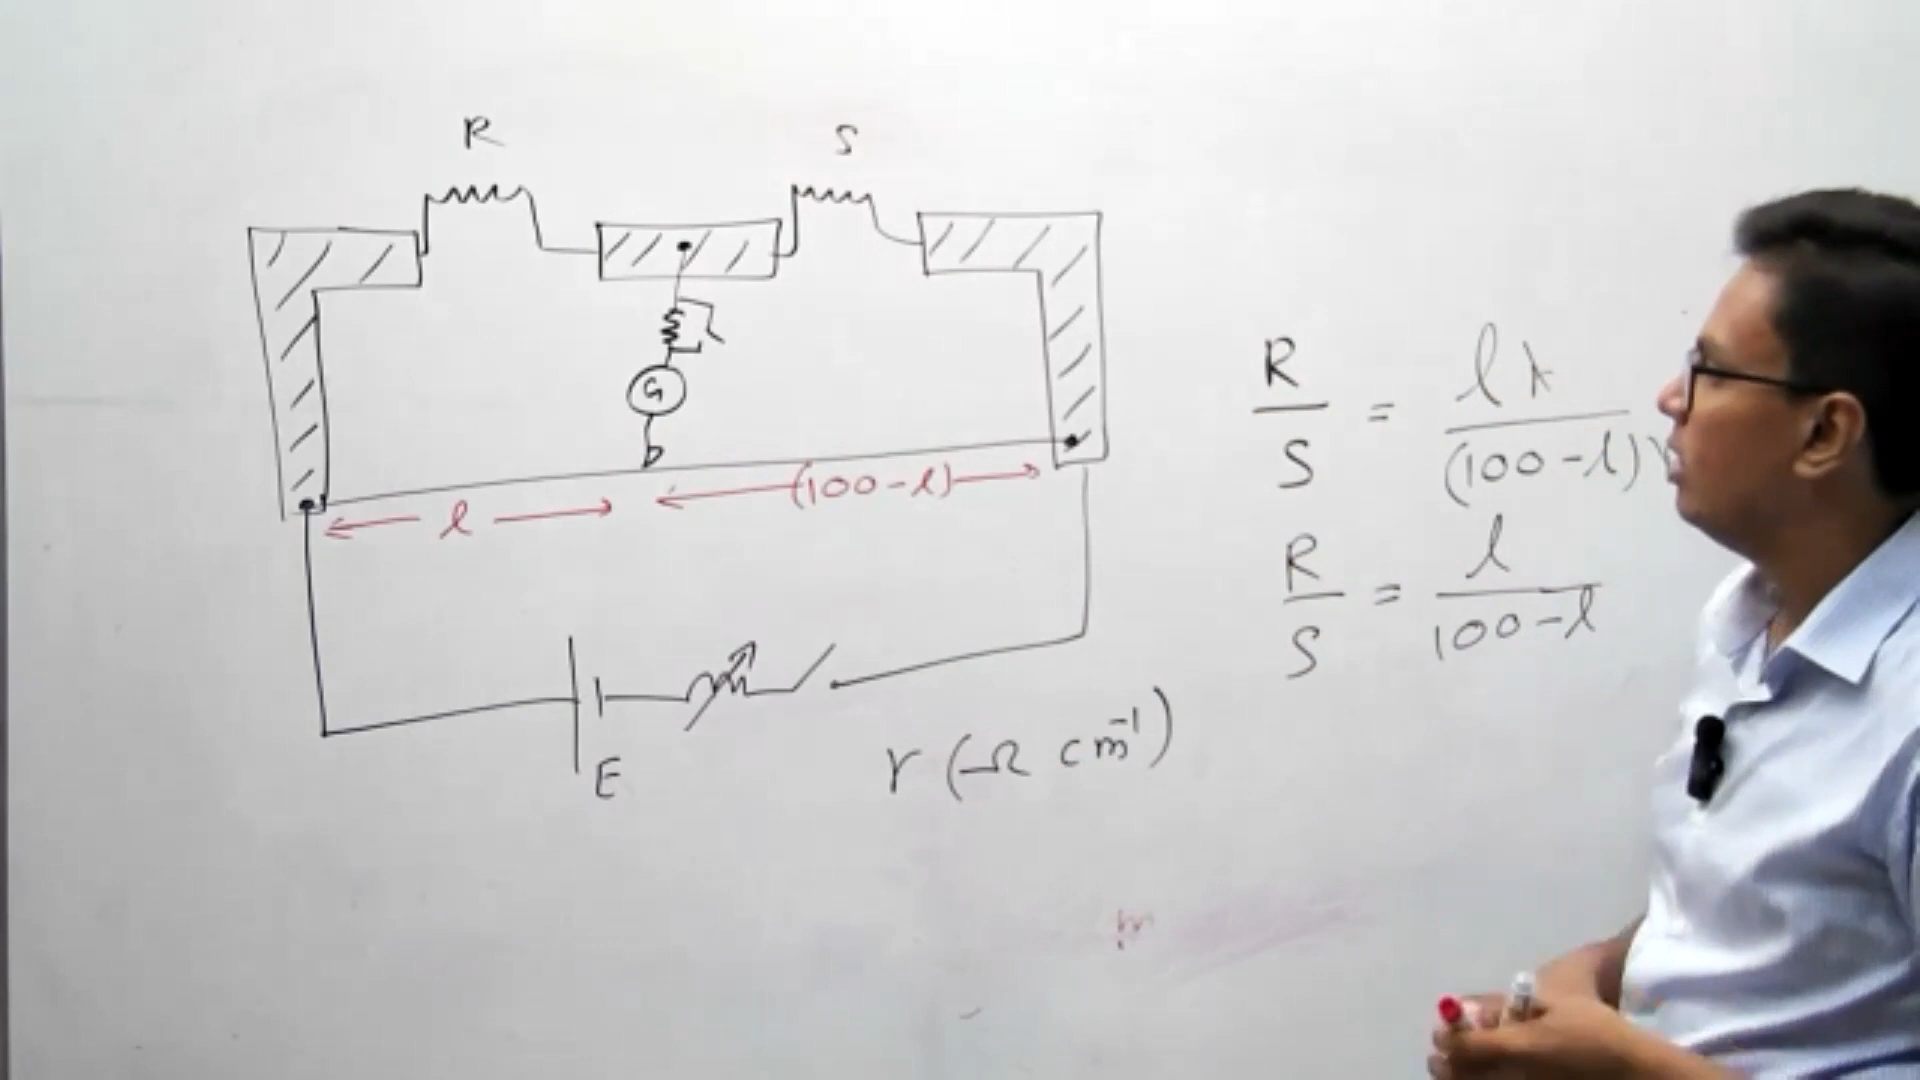 R
S
G
l
(100-l)
E
r (Ω cm⁻¹)
R/S = lr/(100-l)r
R/S = l/100-l